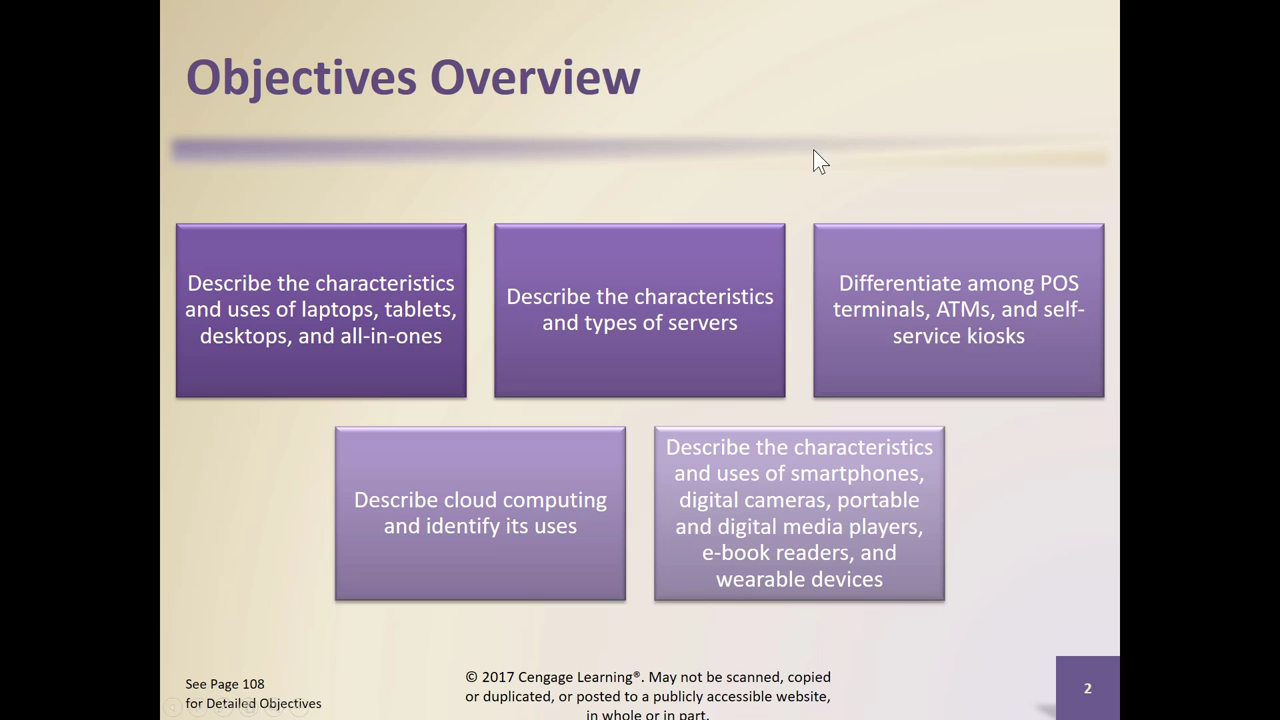 Objectives Overview
Describe the characteristics
and uses of laptops, tablets,
desktops, and all-in-ones
Describe the characteristics
and types of servers
Differentiate among POS
terminals, ATMs, and self-
service kiosks
Describe cloud computing
and identify its uses
Describe the characteristics
and uses of smartphones,
digital cameras, portable
and digital media players,
e-book readers, and
wearable devices
See Page 108
for Detailed Objectives
© 2017 Cengage Learning®. May not be scanned, copied
or duplicated, or posted to a publicly accessible website,
in whole or in part.
2